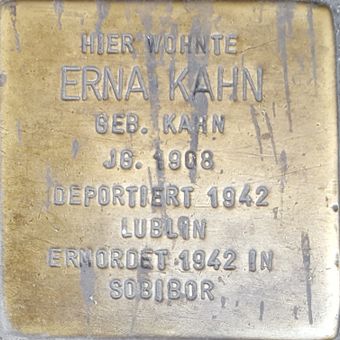 HIER WOHNTE
ERNA KAHN
GEB. KAHN
JG. 1908
DEPORTIERT 1942
LUBLIN
ERMORDET 1942 IN
SOBIBOR